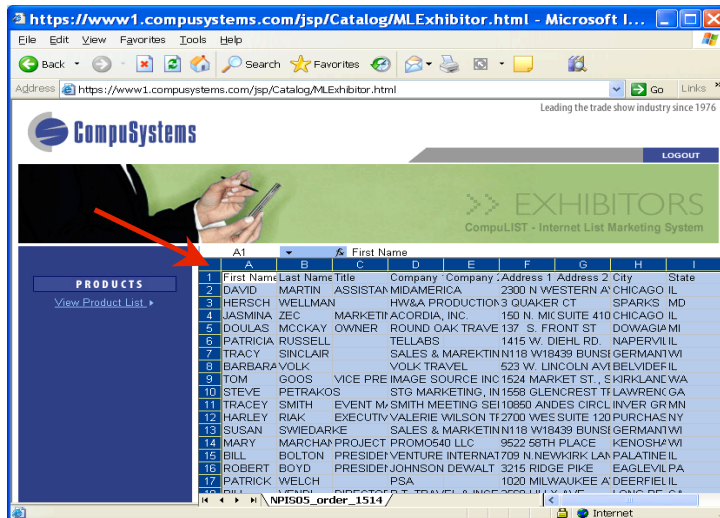 https://www1.compusystems.com/jsp/Catalog/MLExhibitor.html - Microsoft I...
File Edit View Favorites Tools Help
Back Search Favorites
Address https://www1.compusystems.com/jsp/Catalog/MLExhibitor.html Go Links »
Leading the trade show industry since 1976
CompuSystems
LOGOUT
>> EXHIBITORS
CompuLIST - Internet List Marketing System
PRODUCTS
View Product List
A1 fx First Name
A B C D E F G H I
1 First Name Last Name Title Company Company Address 1 Address 2 City State
2 DAVID MARTIN ASSISTAN MIDAMERICA 2300 N WESTERN A CHICAGO IL
3 HERSCH WELLMAN HW&A PRODUCTION 3 QUAKER CT SPARKS MD
4 JASMINA ZEC MARKETIN ACORDIA, INC. 150 N. MIC SUITE 410 CHICAGO IL
5 DOULAS MCCKAY OWNER ROUND OAK TRAVE 137 S. FRONT ST DOWAGIA MI
6 PATRICIA RUSSELL TELLABS 1415 W. DIEHL RD. NAPERVIL IL
7 TRACY SINCLAIR SALES & MAREKTIN N118 W18439 BUNSE GERMANT WI
8 BARBARA VOLK VOLK TRAVEL 523 W. LINCOLN AVE BELVIDEF IL
9 TOM GOOS VICE PRE IMAGE SOURCE INC 1524 MARKET ST., S KIRKLAND WA
10 STEVE PETRAKOS STG MARKETING, IN 1558 GLENCREST TF LAWRENC GA
11 TRACEY SMITH EVENT MA SMITH MEETING SEI 10850 ANDES CIRCL INVER GR MN
12 HARLEY RIAK EXECUTIV VALERIE WILSON TF 2700 WES SUITE 120 PURCHAS NY
13 SUSAN SWIEDARKE SALES & MARKETIN N118 W18439 BUNSE GERMANT WI
14 MARY MARCHAN PROJECT PROMO540 LLC 9522 58TH PLACE KENOSHA WI
15 BILL BOLTON PRESIDEN VENTURE INTERNAT 709 N.NEWKIRK LAN PALATINE IL
16 ROBERT BOYD PRESIDEN JOHNSON DEWALT 3215 RIDGE PIKE EAGLEVIL PA
17 PATRICK WELCH PSA 1020 MILWAUKEE A DEERFIEL IL
NPIS05_order_1514
Internet